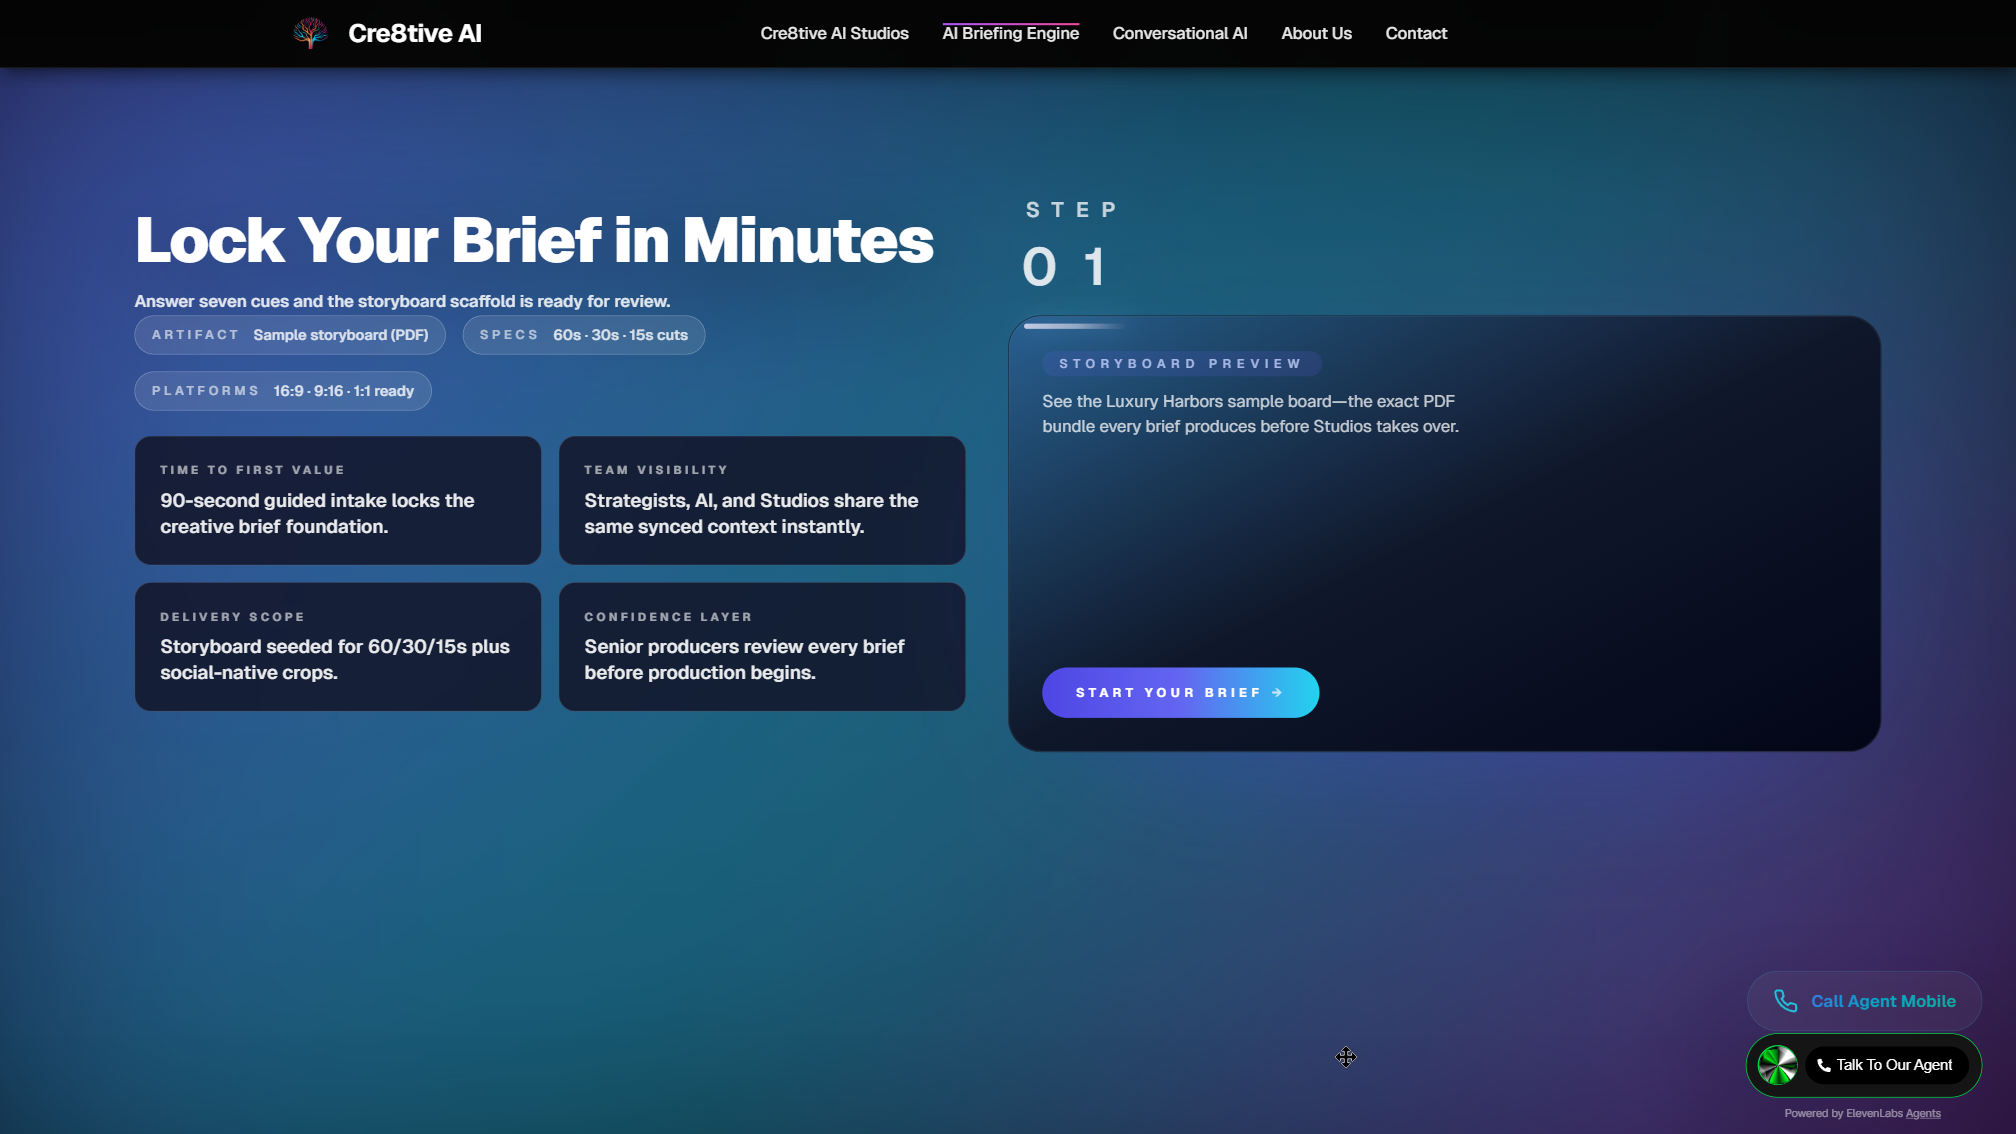 Cre8tive AI
Cre8tive AI Studios
AI Briefing Engine
Conversational AI
About Us
Contact
Lock Your Brief in Minutes
Answer seven cues and the storyboard scaffold is ready for review.
ARTIFACT Sample storyboard (PDF)
SPECS 60s · 30s · 15s cuts
PLATFORMS 16:9 · 9:16 · 1:1 ready
TIME TO FIRST VALUE
90-second guided intake locks the
creative brief foundation.
TEAM VISIBILITY
Strategists, AI, and Studios share the
same synced context instantly.
DELIVERY SCOPE
Storyboard seeded for 60/30/15s plus
social-native crops.
CONFIDENCE LAYER
Senior producers review every brief
before production begins.
STEP
01
STORYBOARD PREVIEW
See the Luxury Harbors sample board—the exact PDF
bundle every brief produces before Studios takes over.
START YOUR BRIEF →
Call Agent Mobile
Talk To Our Agent
Powered by ElevenLabs Agents